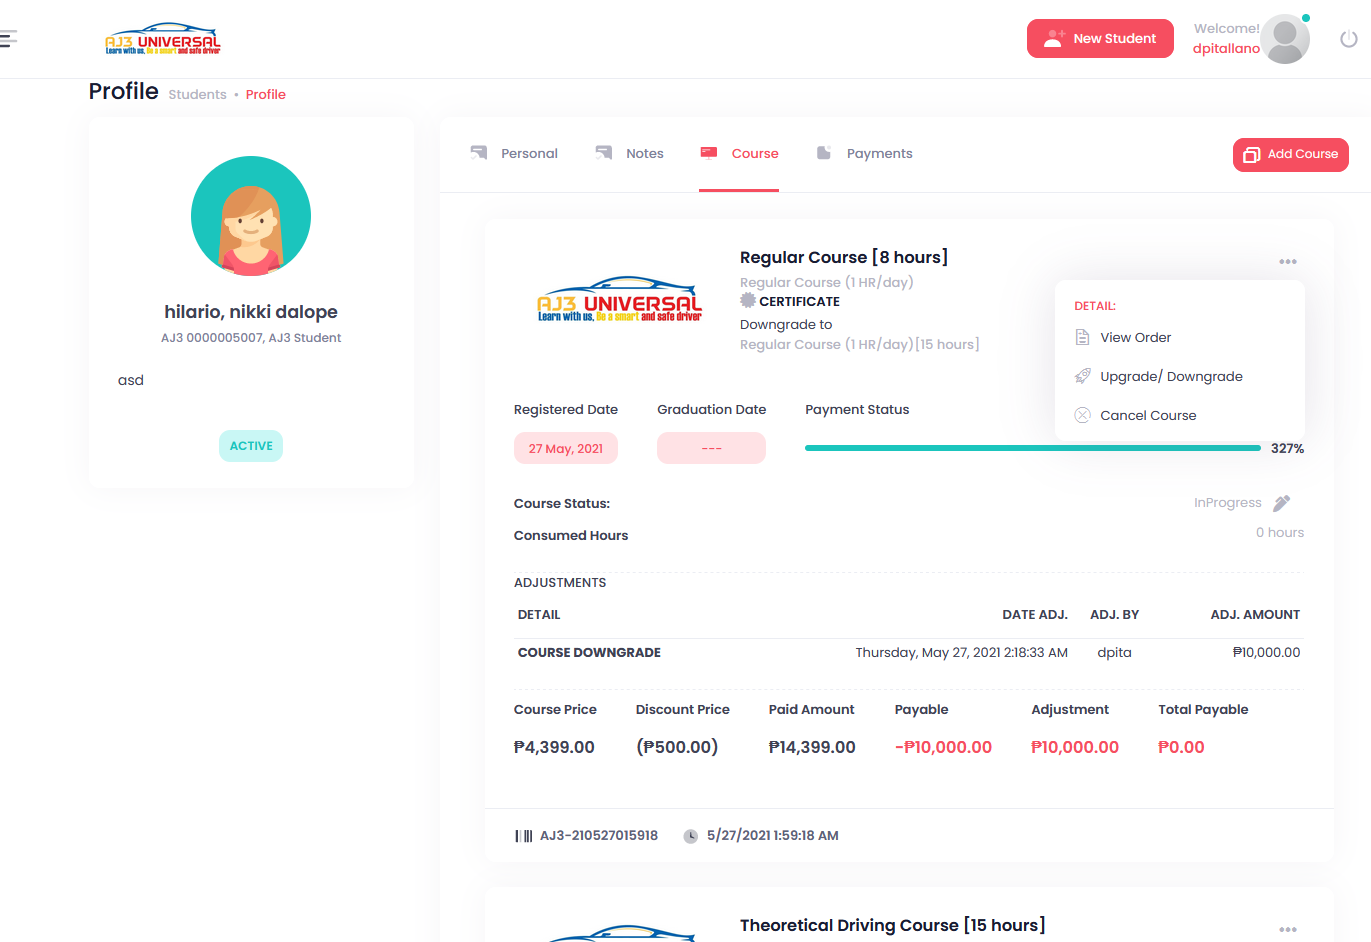 AJ3 UNIVERSAL
Learn with us, Be a smart and safe driver
New Student
Welcome!
dpitallano
Profile Students • Profile
hilario, nikki dalope
AJ3 0000005007, AJ3 Student
asd
ACTIVE
Personal Notes Course Payments
Add Course
AJ3 UNIVERSAL
Learn with us, Be a smart and safe driver
Regular Course [8 hours]
Regular Course (1 HR/day)
CERTIFICATE
Downgrade to
Regular Course (1 HR/day)[15 hours]
DETAIL:
View Order
Upgrade/ Downgrade
Cancel Course
Registered Date Graduation Date Payment Status
27 May, 2021 --- 327%
Course Status: InProgress
Consumed Hours 0 hours
ADJUSTMENTS
DETAIL DATE ADJ. ADJ. BY ADJ. AMOUNT
COURSE DOWNGRADE Thursday, May 27, 2021 2:18:33 AM dpita ₱10,000.00
Course Price Discount Price Paid Amount Payable Adjustment Total Payable
₱4,399.00 (₱500.00) ₱14,399.00 -₱10,000.00 ₱10,000.00 ₱0.00
AJ3-210527015918 5/27/2021 1:59:18 AM
Theoretical Driving Course [15 hours]